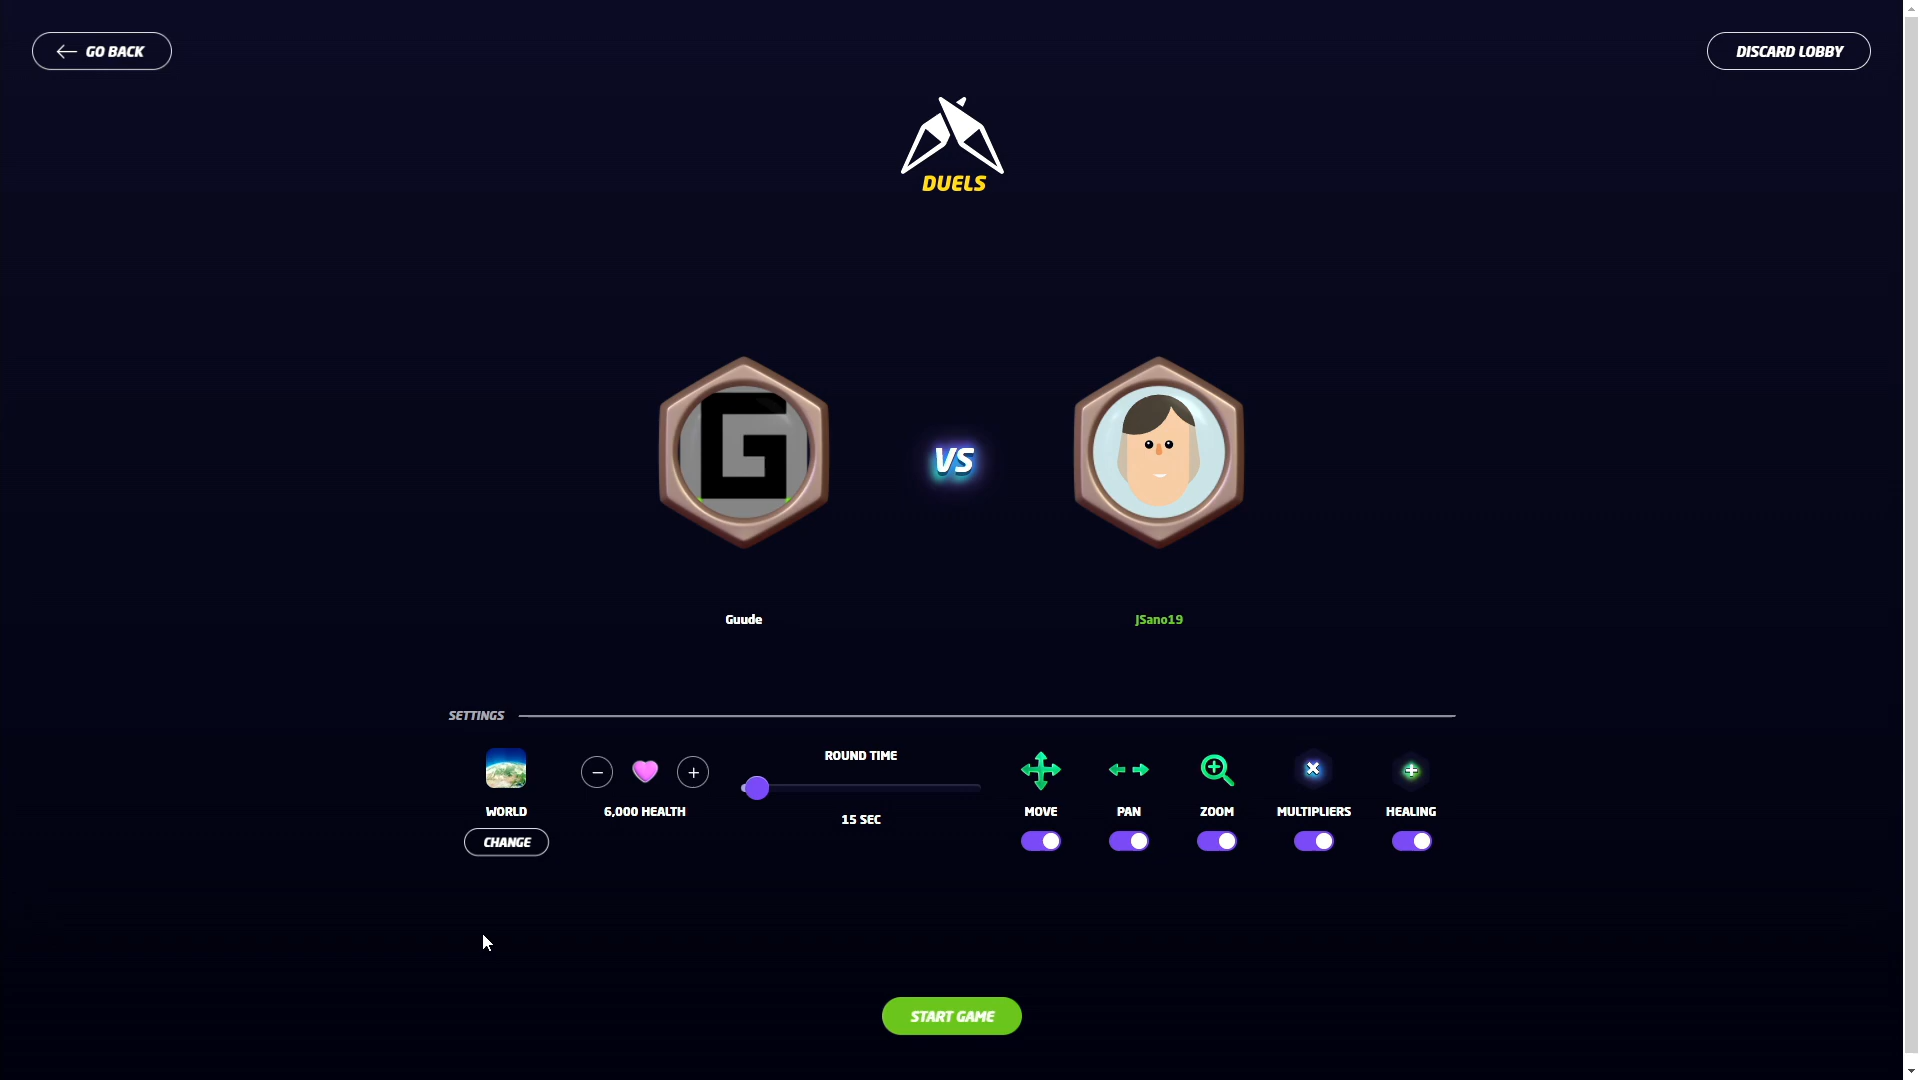 GO BACK
DISCARD LOBBY
DUELS
G
VS
Guude
JSano19
SETTINGS
ROUND TIME
WORLD
6,000 HEALTH
15 SEC
MOVE
PAN
ZOOM
MULTIPLIERS
HEALING
CHANGE
START GAME